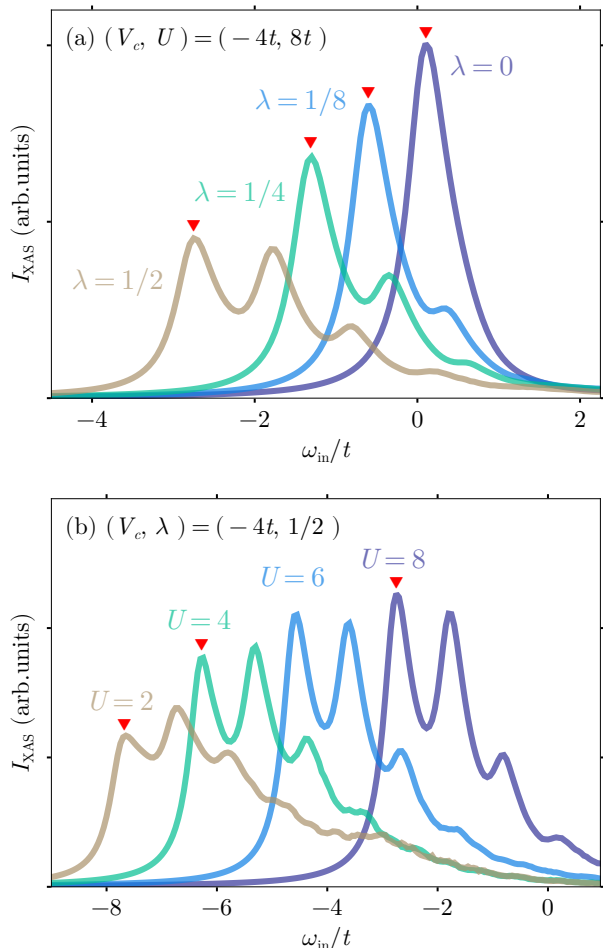 (a) (V_c, U) = (−4t, 8t)
λ = 0
λ = 1/8
λ = 1/4
λ = 1/2
I_XAS (arb.units)
−4 −2 0 2
ω_in/t
(b) (V_c, λ) = (−4t, 1/2)
U = 8
U = 6
U = 4
U = 2
I_XAS (arb.units)
−8 −6 −4 −2 0
ω_in/t